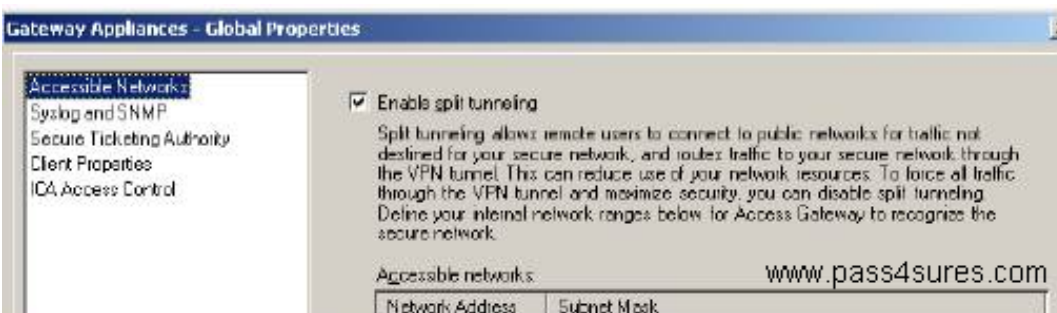 Gateway Appliances - Global Properties
Accessible Networks
Syslog and SNMP
Secure Ticketing Authority
Client Properties
ICA Access Control
Enable split tunneling
Split tunneling allows remote users to connect to public networks for traffic not
destined for your secure network, and routes traffic to your secure network through
the VPN tunnel. This can reduce use of your network resources. To force all traffic
through the VPN tunnel and maximize security, you can disable split tunneling.
Define your internal network ranges below for Access Gateway to recognize the
secure network.
Accessible networks:
www.pass4sures.com
Network Address
Subnet Mask